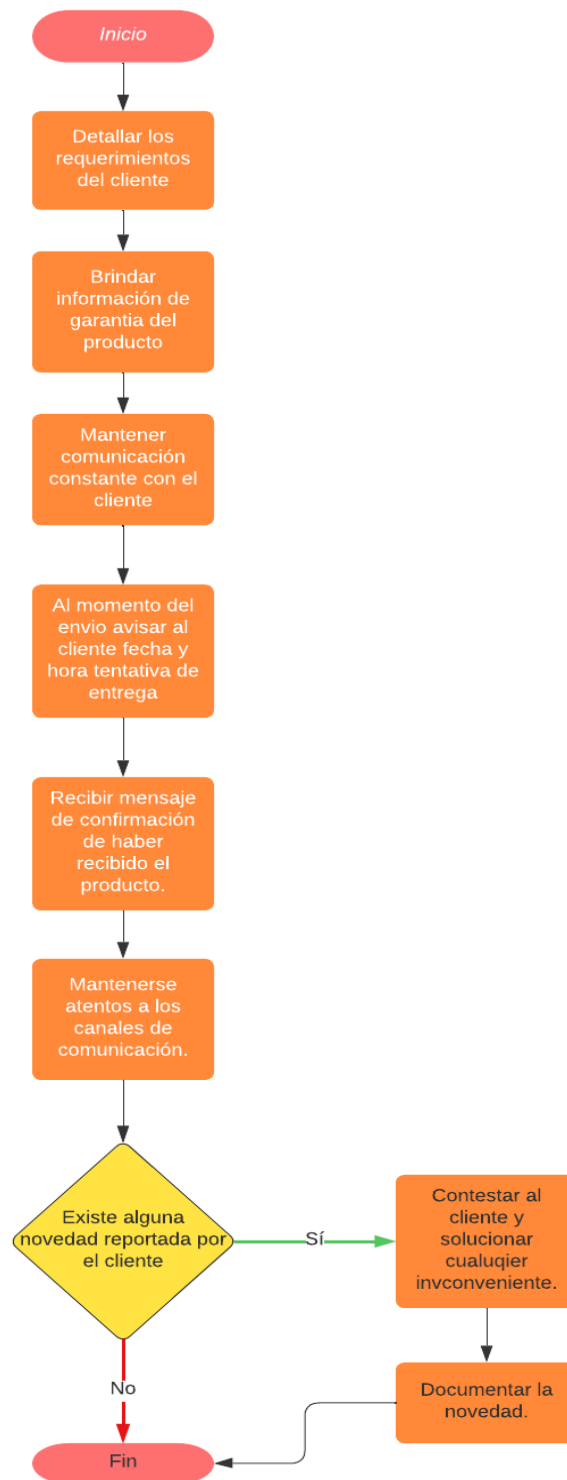 Inicio
Detallar los
requerimientos
del cliente
Brindar
información de
garantia del
producto
Mantener
comunicación
constante con el
cliente
Al momento del
envio avisar al
cliente fecha y
hora tentativa de
entrega
Recibir mensaje
de confirmación
de haber
recibido el
producto.
Mantenerse
atentos a los
canales de
comunicación.
Existe alguna
novedad reportada por
el cliente
Sí
Contestar al
cliente y
solucionar
cualuqier
invconveniente.
No
Documentar la
novedad.
Fin